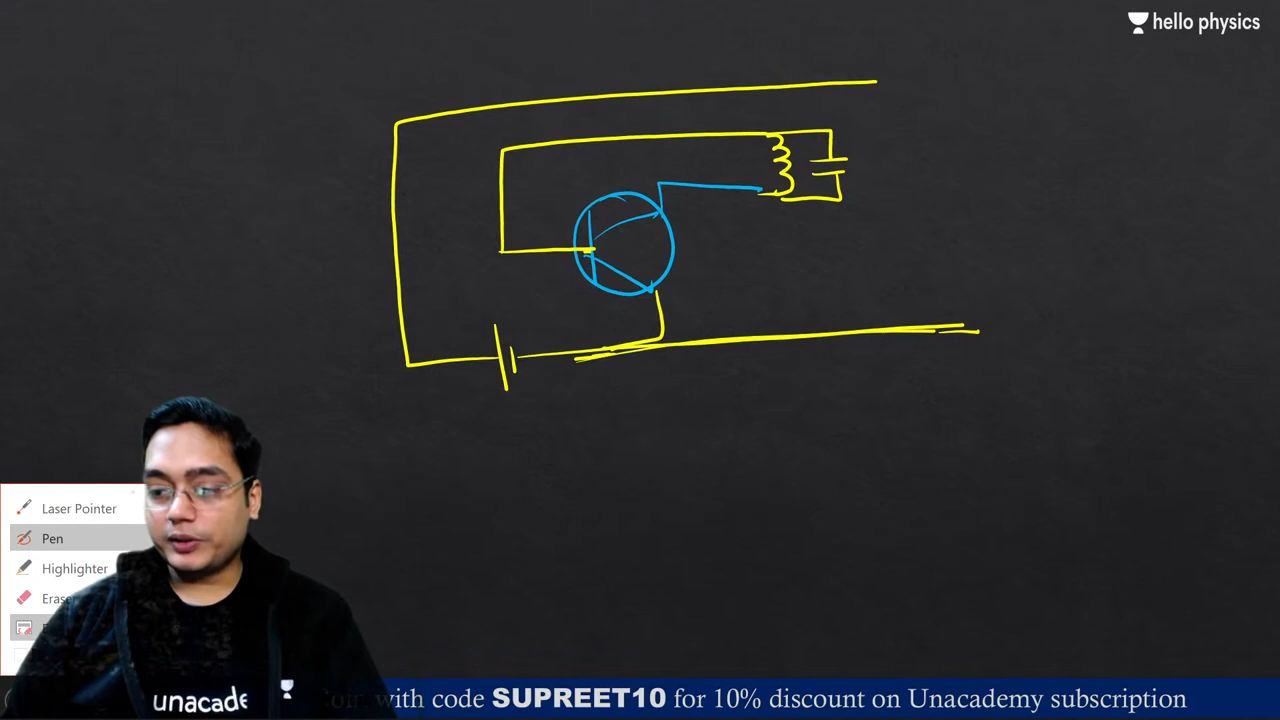 hello physics
Laser Pointer
Pen
Highlighter
unacade
with code SUPREET10 for 10% discount on Unacademy subscription